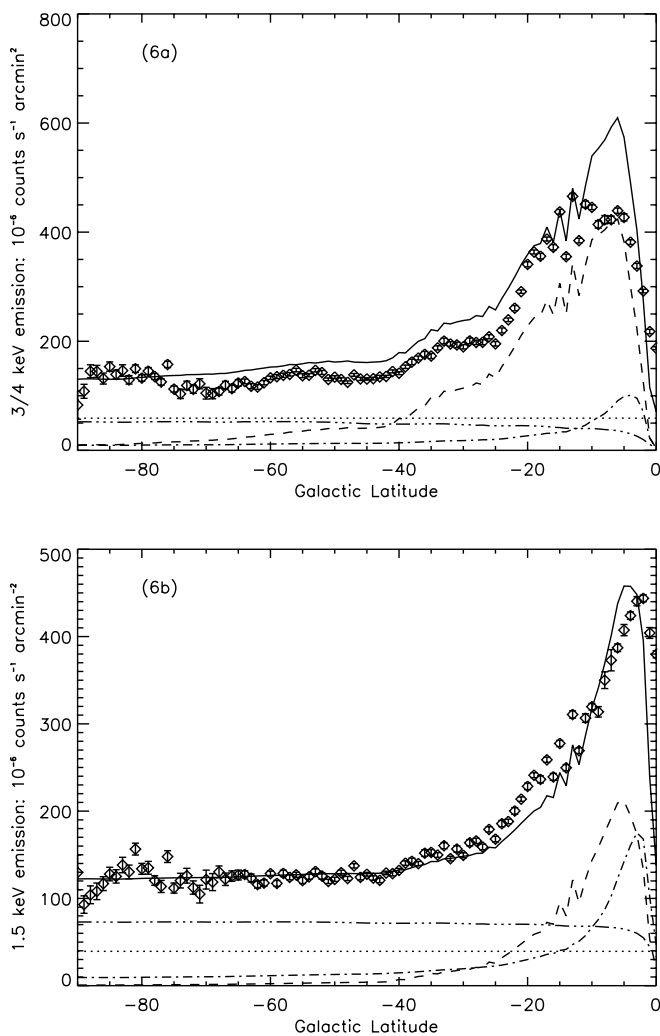 800
600
400
200
0
3/4 keV emission: 10⁻⁶ counts s⁻¹ arcmin²
(6a)
−80 −60 −40 −20 0
Galactic Latitude
500
400
300
200
100
0
1.5 keV emission: 10⁻⁶ counts s⁻¹ arcmin⁻²
(6b)
−80 −60 −40 −20 0
Galactic Latitude